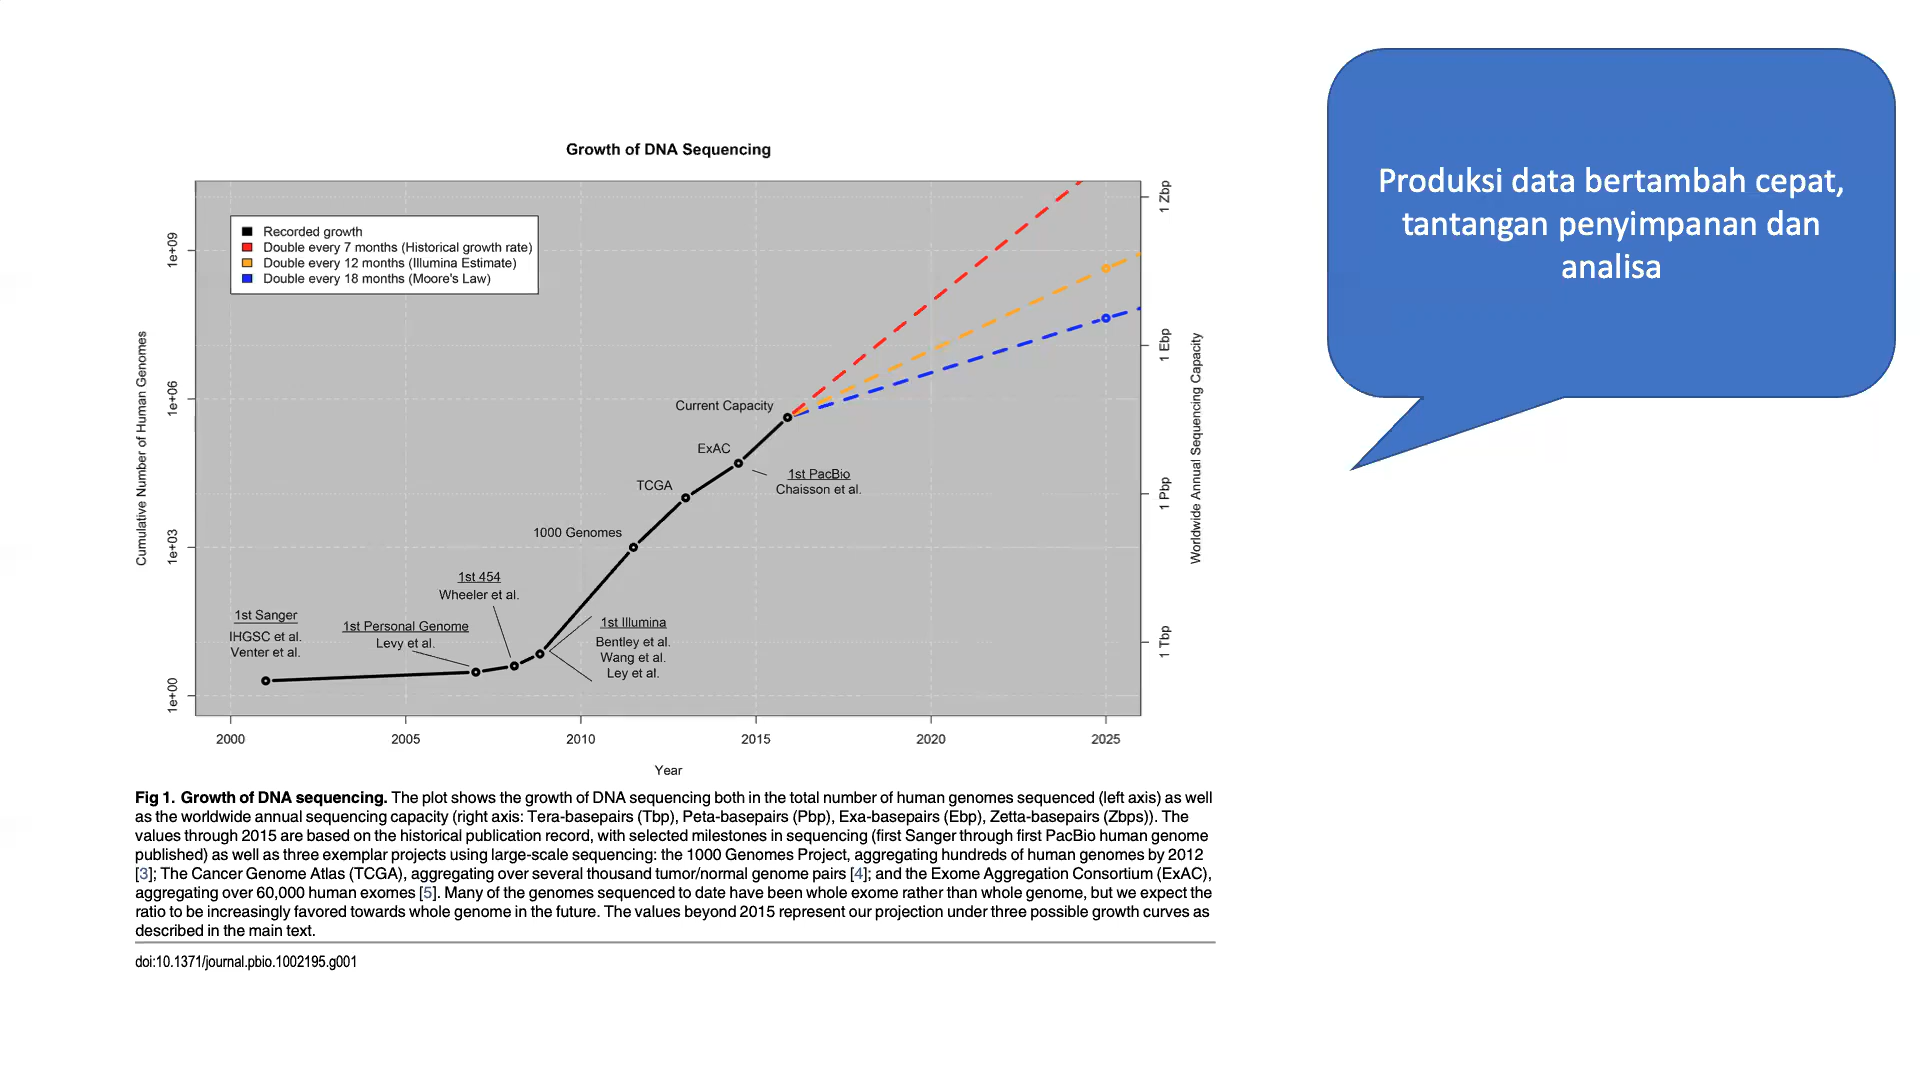 Growth of DNA Sequencing
Recorded growth
Double every 7 months (Historical growth rate)
Double every 12 months (Illumina Estimate)
Double every 18 months (Moore's Law)
Cumulative Number of Human Genomes
1e+09
1e+06
1e+03
1e+00
Current Capacity
ExAC
1st PacBio
Chaisson et al.
TCGA
1000 Genomes
1st 454
Wheeler et al.
1st Sanger
IHGSC et al.
Venter et al.
1st Personal Genome
Levy et al.
1st Illumina
Bentley et al.
Wang et al.
Ley et al.
1 Zbp
1 Ebp
1 Pbp
1 Tbp
Worldwide Annual Sequencing Capacity
2000 2005 2010 2015 2020 2025
Year
Fig 1. Growth of DNA sequencing. The plot shows the growth of DNA sequencing both in the total number of human genomes sequenced (left axis) as well
as the worldwide annual sequencing capacity (right axis: Tera-basepairs (Tbp), Peta-basepairs (Pbp), Exa-basepairs (Ebp), Zetta-basepairs (Zbps)). The
values through 2015 are based on the historical publication record, with selected milestones in sequencing (first Sanger through first PacBio human genome
published) as well as three exemplar projects using large-scale sequencing: the 1000 Genomes Project, aggregating hundreds of human genomes by 2012
[3]; The Cancer Genome Atlas (TCGA), aggregating over several thousand tumor/normal genome pairs [4]; and the Exome Aggregation Consortium (ExAC),
aggregating over 60,000 human exomes [5]. Many of the genomes sequenced to date have been whole exome rather than whole genome, but we expect the
ratio to be increasingly favored towards whole genome in the future. The values beyond 2015 represent our projection under three possible growth curves as
described in the main text.
doi:10.1371/journal.pbio.1002195.g001
Produksi data bertambah cepat,
tantangan penyimpanan dan
analisa